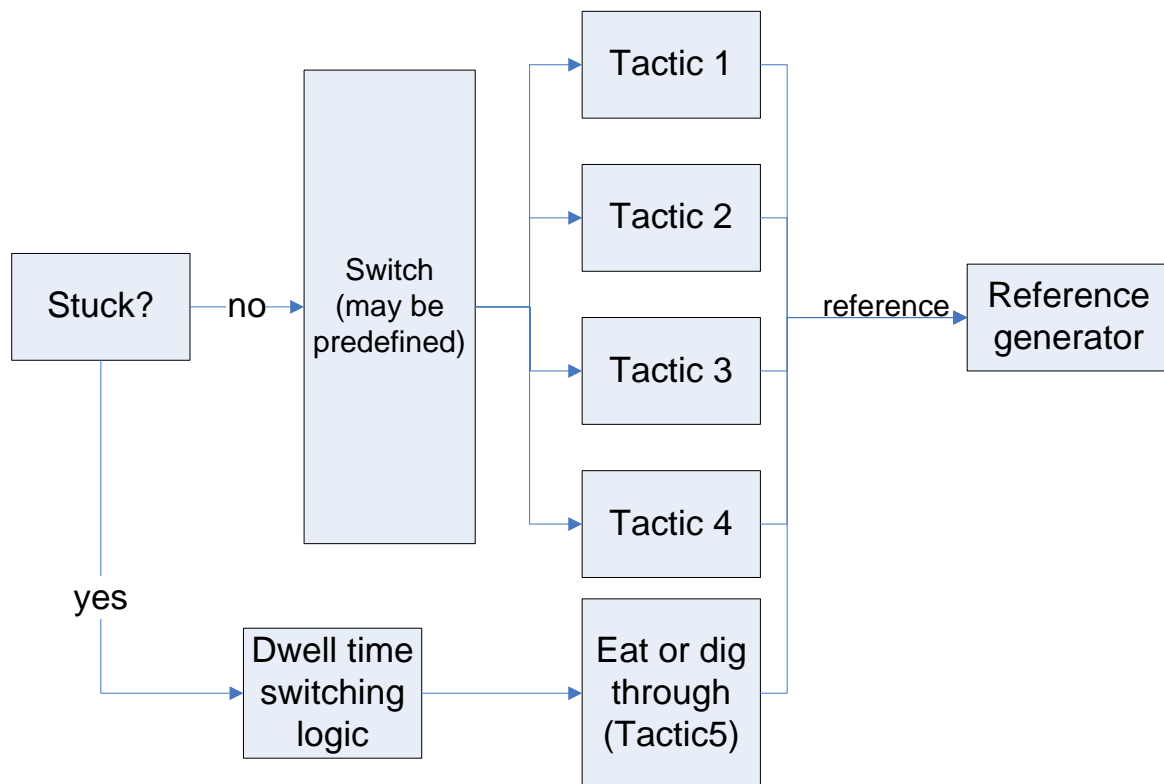 Tactic 1
Tactic 2
Stuck?
no
Switch
(may be
predefined)
Tactic 3
reference
Reference
generator
Tactic 4
yes
Dwell time
switching
logic
Eat or dig
through
(Tactic5)